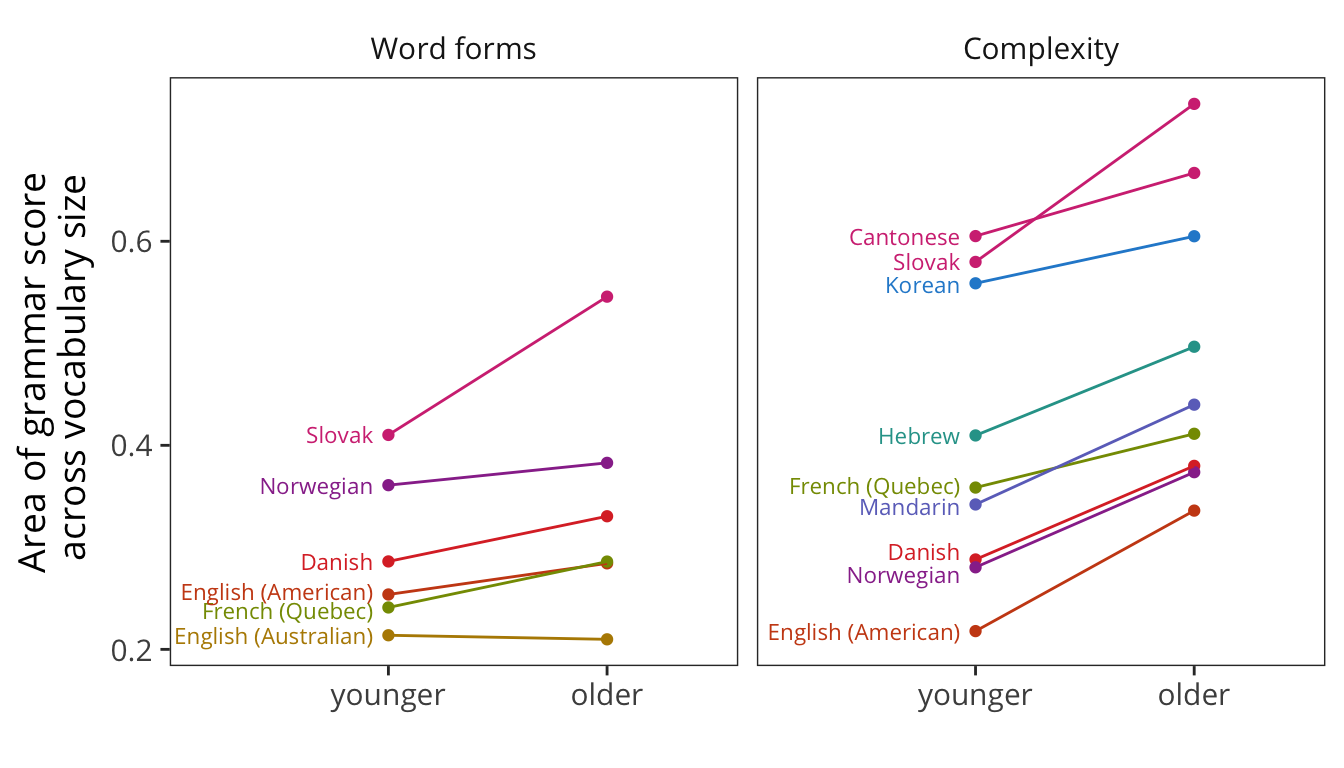 Word forms
Complexity
Area of grammar score
across vocabulary size
0.6
0.4
0.2
Slovak
Norwegian
Danish
English (American)
French (Quebec)
English (Australian)
Cantonese
Slovak
Korean
Hebrew
French (Quebec)
Mandarin
Danish
Norwegian
English (American)
younger
older
younger
older